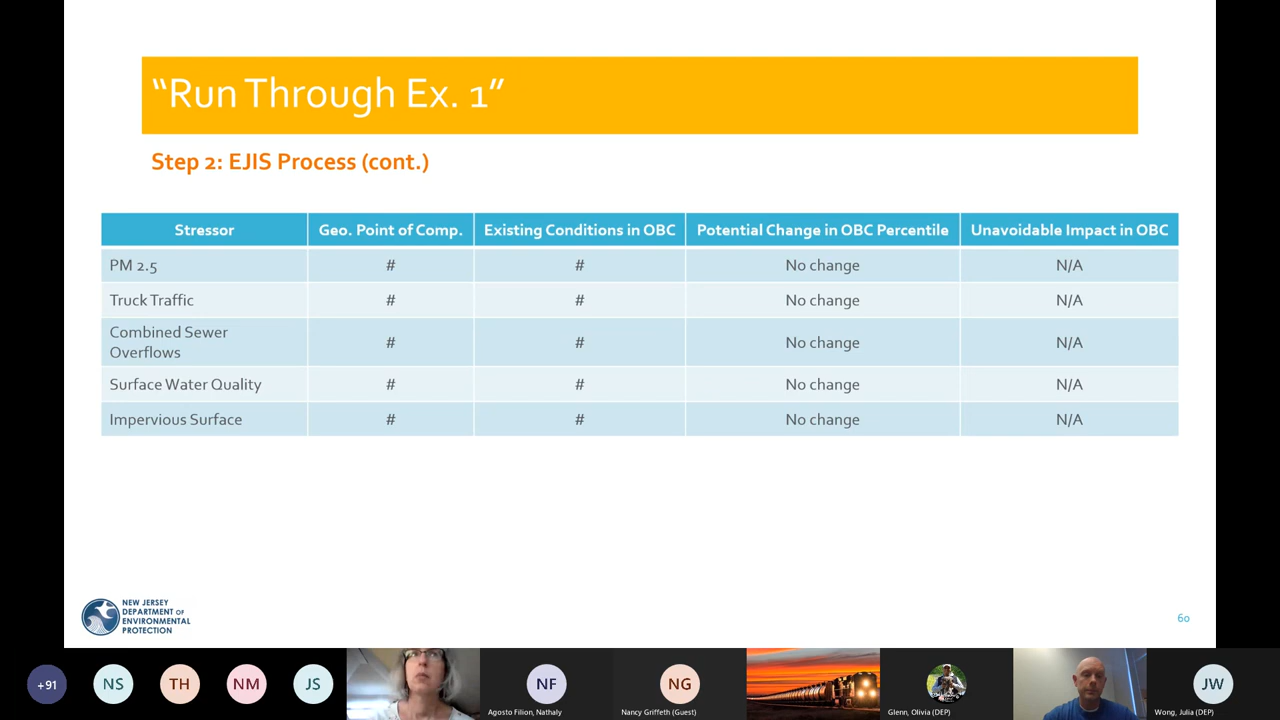 “Run Through Ex. 1”
Step 2: EJIS Process (cont.)
Stressor Geo. Point of Comp. Existing Conditions in OBC Potential Change in OBC Percentile Unavoidable Impact in OBC
PM 2.5 # # No change N/A
Truck Traffic # # No change N/A
Combined Sewer
Overflows # # No change N/A
Surface Water Quality # # No change N/A
Impervious Surface # # No change N/A
NEW JERSEY
DEPARTMENT OF
ENVIRONMENTAL
PROTECTION
60
+91 NS TH NM JS NF NG JW
Agosto Filion, Nathaly Nancy Griffeth (Guest) Glenn, Olivia (DEP) Wong, Julia (DEP)